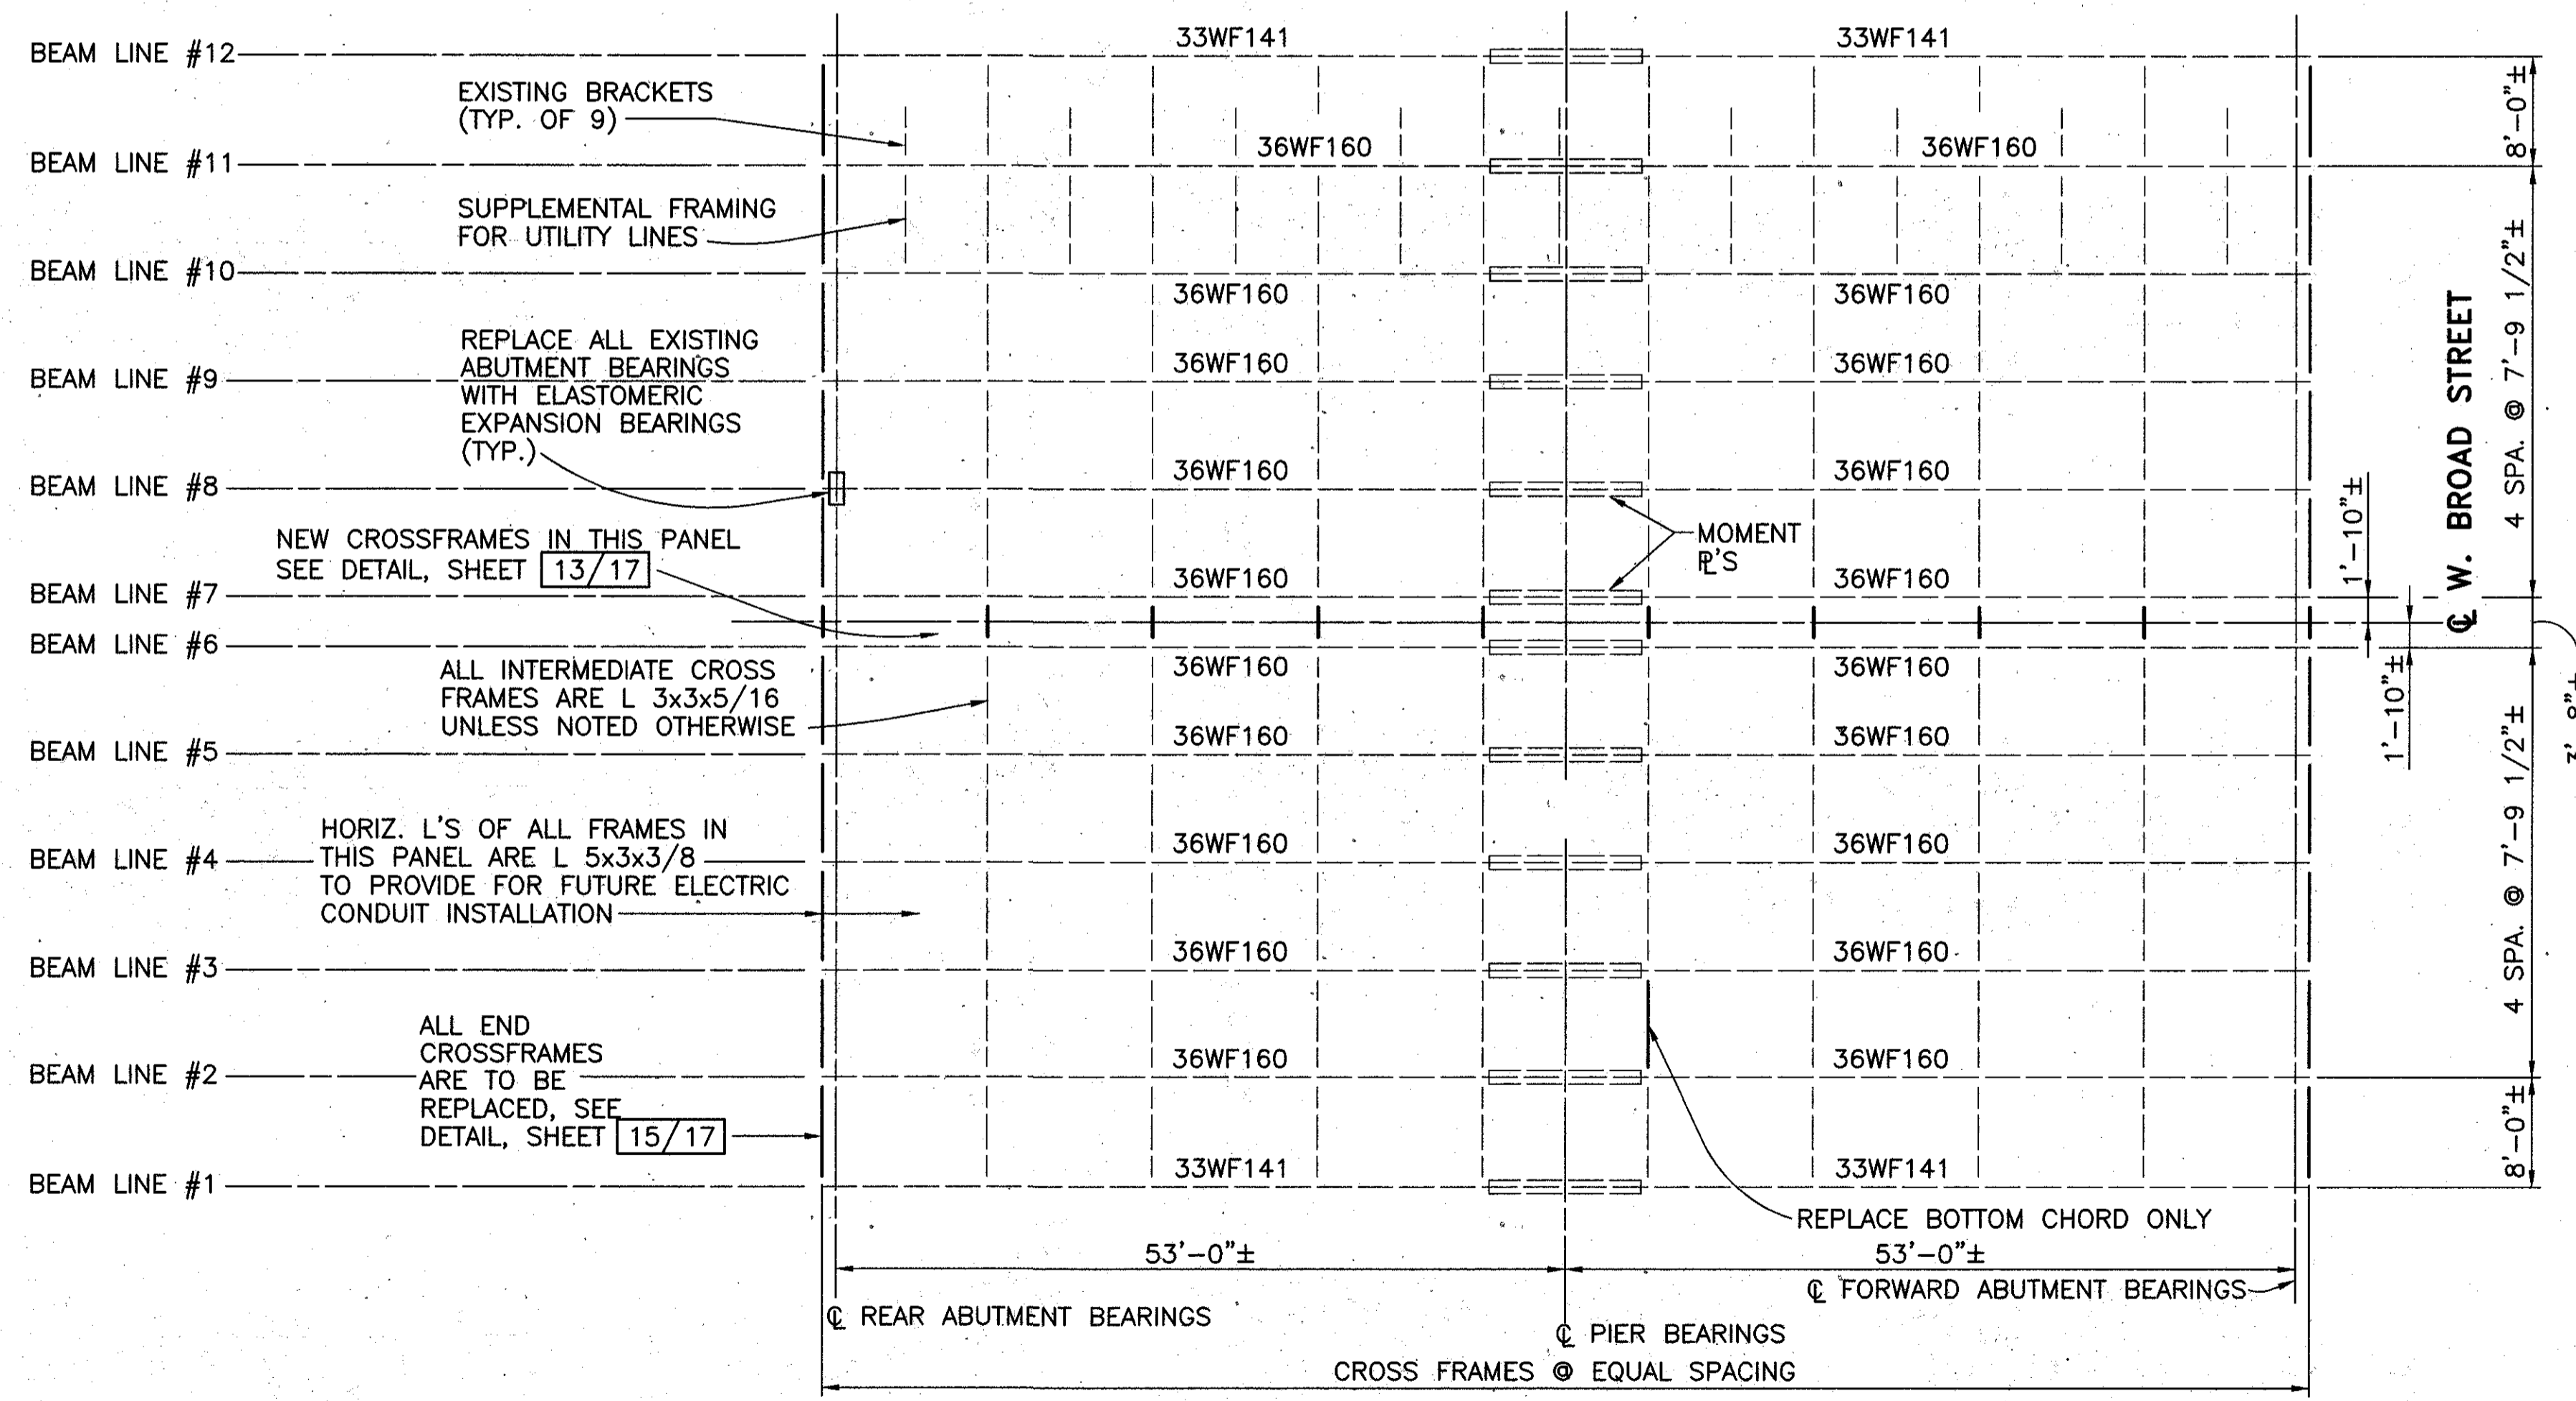 BEAM LINE #12
33WF141
33WF141
EXISTING BRACKETS
(TYP. OF 9)
BEAM LINE #11
36WF160
36WF160
SUPPLEMENTAL FRAMING
FOR UTILITY LINES
BEAM LINE #10
36WF160
36WF160
REPLACE ALL EXISTING
ABUTMENT BEARINGS
WITH ELASTOMERIC
EXPANSION BEARINGS
(TYP.)
BEAM LINE #9
36WF160
36WF160
BEAM LINE #8
36WF160
36WF160
NEW CROSSFRAMES IN THIS PANEL
SEE DETAIL, SHEET 13/17
MOMENT
℄'S
BEAM LINE #7
36WF160
36WF160
BEAM LINE #6
36WF160
36WF160
ALL INTERMEDIATE CROSS
FRAMES ARE L 3x3x5/16
UNLESS NOTED OTHERWISE
BEAM LINE #5
36WF160
36WF160
HORIZ. L'S OF ALL FRAMES IN
THIS PANEL ARE L 5x3x3/8
TO PROVIDE FOR FUTURE ELECTRIC
CONDUIT INSTALLATION
BEAM LINE #4
36WF160
36WF160
BEAM LINE #3
36WF160
36WF160
ALL END
CROSSFRAMES
ARE TO BE
REPLACED, SEE
DETAIL, SHEET 15/17
BEAM LINE #2
36WF160
36WF160
BEAM LINE #1
33WF141
33WF141
REPLACE BOTTOM CHORD ONLY
53'-0"±
53'-0"±
℄ FORWARD ABUTMENT BEARINGS
℄ REAR ABUTMENT BEARINGS
℄ PIER BEARINGS
CROSS FRAMES @ EQUAL SPACING
8'-0"±
4 SPA. @ 7'-9 1/2"±
℄ W. BROAD STREET
1'-10"±
1'-10"±
4 SPA. @ 7'-9 1/2"±
8'-0"±